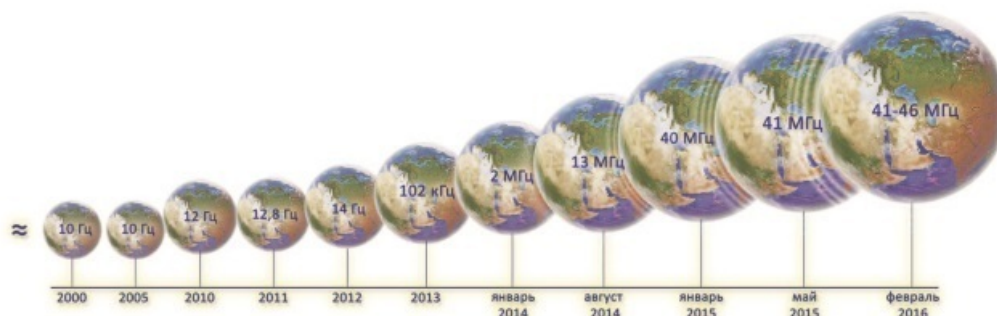 ≈
10 Гц
10 Гц
12 Гц
12,8 Гц
14 Гц
102 кГц
2 МГц
13 МГц
40 МГц
41 МГц
41-46 МГц
2000
2005
2010
2011
2012
2013
январь
2014
август
2014
январь
2015
май
2015
февраль
2016